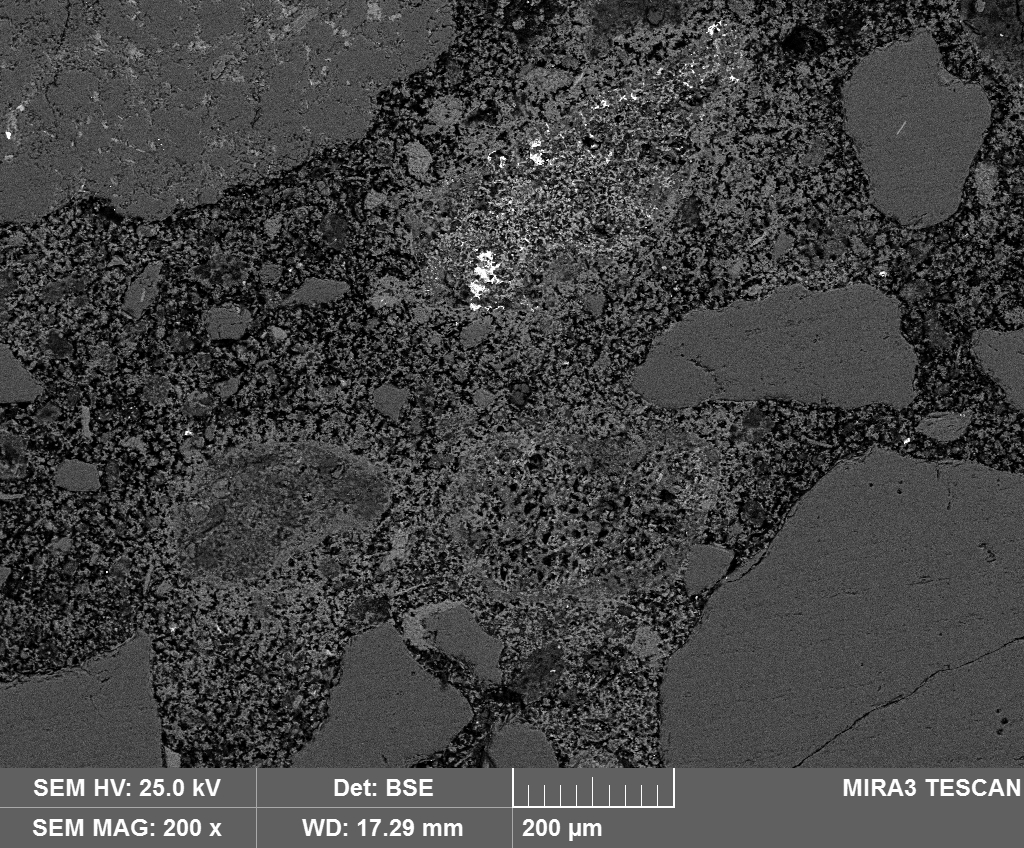 SEM HV: 25.0 kV Det: BSE MIRA3 TESCAN
SEM MAG: 200 x WD: 17.29 mm 200 µm